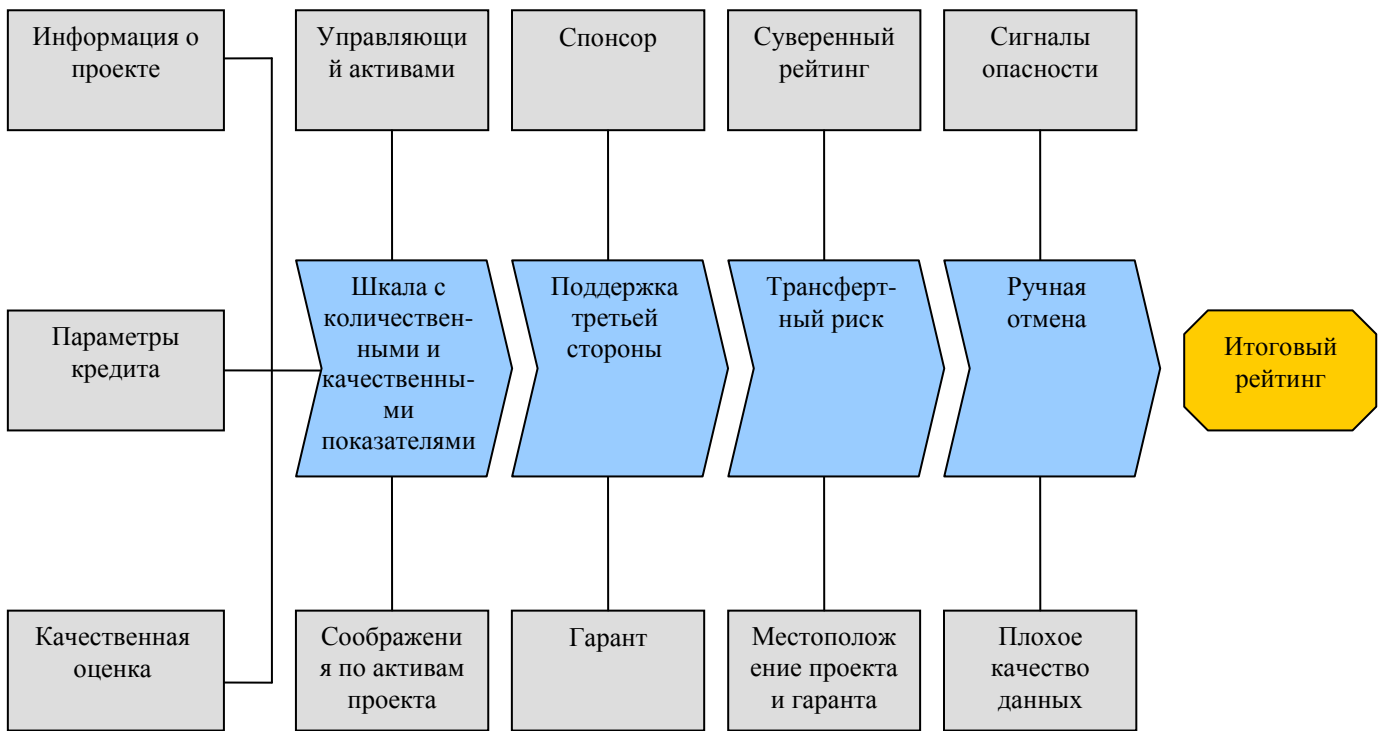 Информация о
проекте
Управляющи
й активами
Спонсор
Суверенный
рейтинг
Сигналы
опасности
Параметры
кредита
Шкала с
количествен-
ными и
качественны-
ми
показателями
Поддержка
третьей
стороны
Трансферт-
ный риск
Ручная
отмена
Итоговый
рейтинг
Качественная
оценка
Соображени
я по активам
проекта
Гарант
Местополож
ение проекта
и гаранта
Плохое
качество
данных